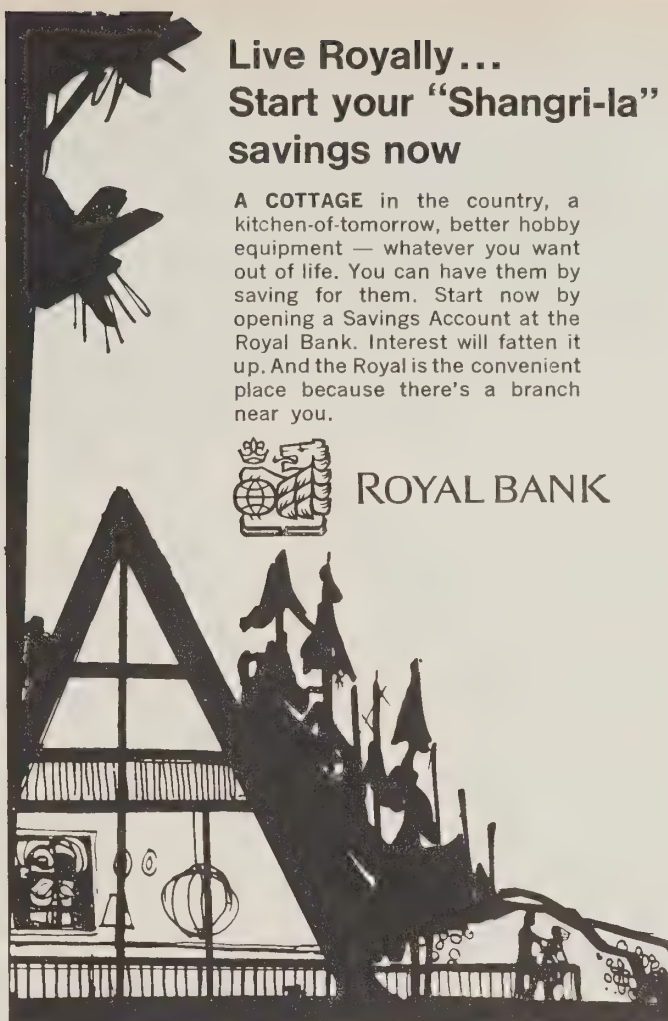 Live Royally...
Start your “Shangri-la”
savings now
A COTTAGE in the country, a
kitchen-of-tomorrow, better hobby
equipment — whatever you want
out of life. You can have them by
saving for them. Start now by
opening a Savings Account at the
Royal Bank. Interest will fatten it
up. And the Royal is the convenient
place because there's a branch
near you.
ROYAL BANK